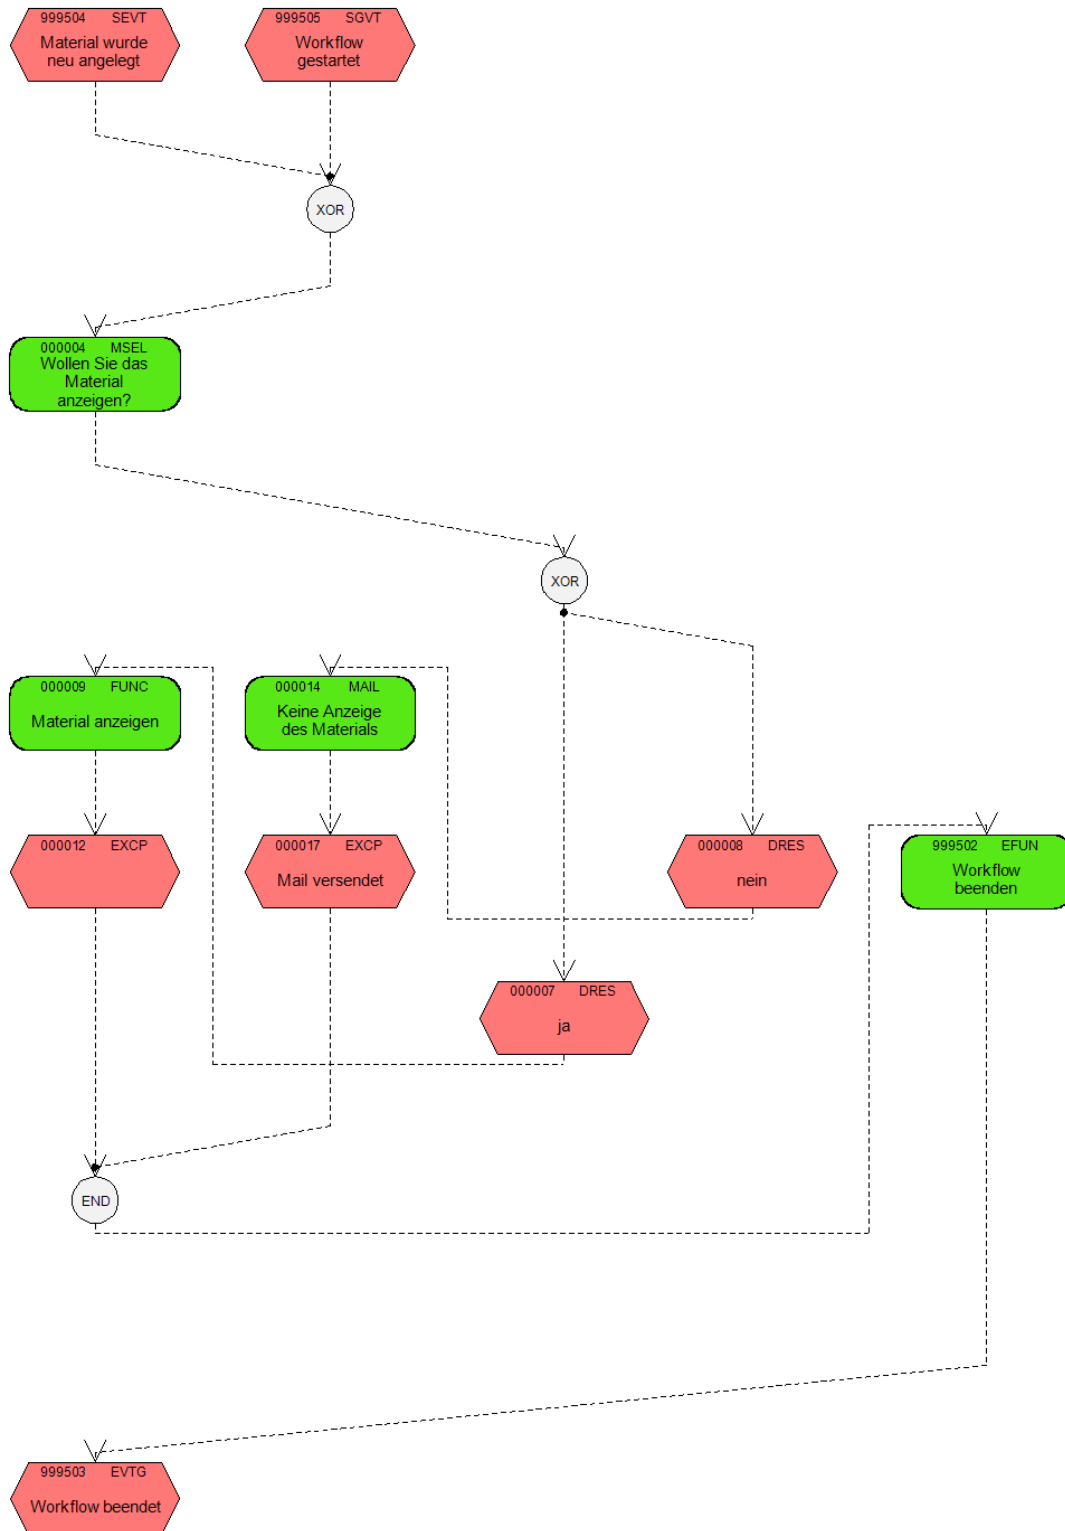 999504 SEVT
Material wurde
neu angelegt
999505 SGVT
Workflow
gestartet
XOR
000004 MSEL
Wollen Sie das
Material
anzeigen?
XOR
000009 FUNC
Material anzeigen
000014 MAIL
Keine Anzeige
des Materials
000012 EXCP
000017 EXCP
Mail versendet
000008 DRES
nein
999502 EFUN
Workflow
beenden
000007 DRES
ja
END
999503 EVTG
Workflow beendet